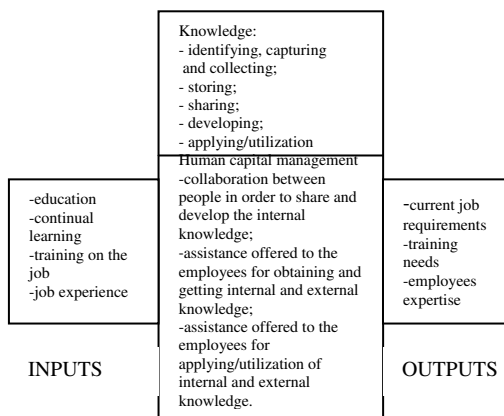 Knowledge:
- identifying, capturing
and collecting;
- storing;
- sharing;
- developing;
- applying/utilization
Human capital management
-collaboration between
people in order to share and
develop the internal
knowledge;
-assistance offered to the
employees for obtaining and
getting internal and external
knowledge;
-assistance offered to the
employees for
applying/utilization of
internal and external
knowledge.
-education
-continual
learning
-training on the
job
-job experience
INPUTS
-current job
requirements
-training
needs
-employees
expertise
OUTPUTS